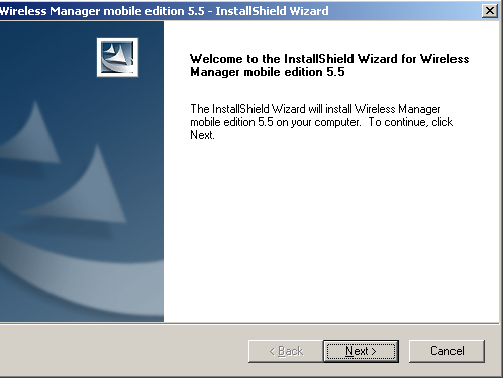 Wireless Manager mobile edition 5.5 - InstallShield Wizard
Welcome to the InstallShield Wizard for Wireless
Manager mobile edition 5.5
The InstallShield Wizard will install Wireless Manager
mobile edition 5.5 on your computer. To continue, click
Next.
< Back Next > Cancel